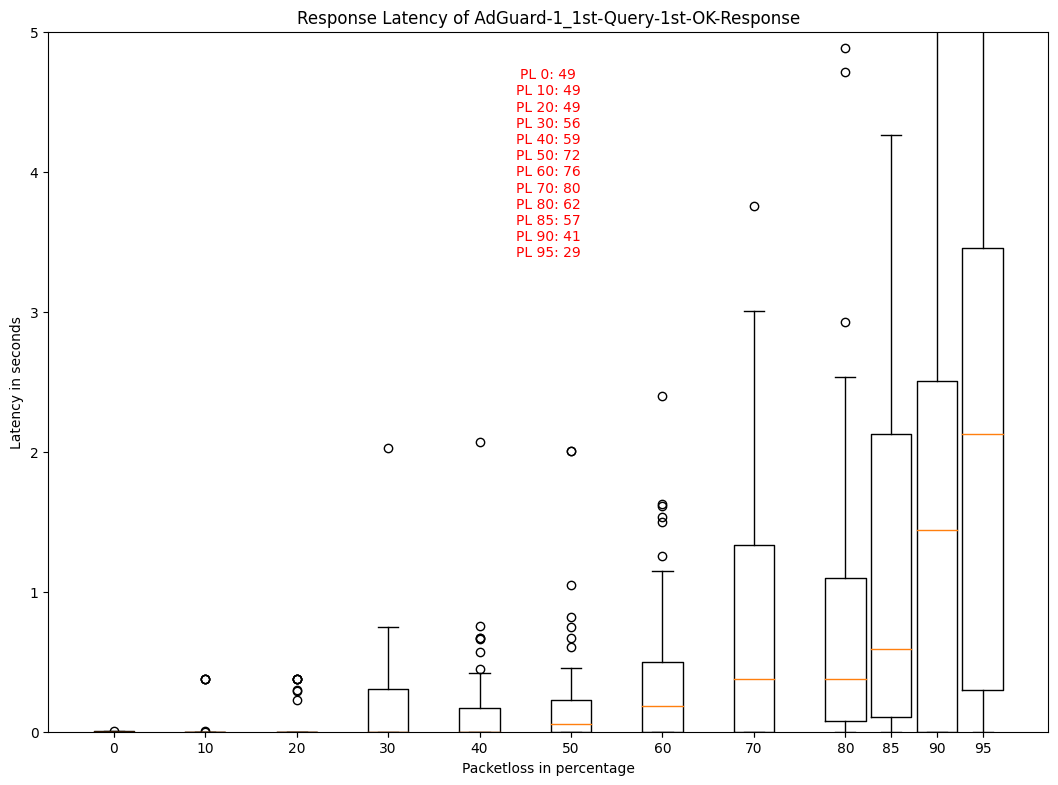 Response Latency of AdGuard-1_1st-Query-1st-OK-Response
5
4
3
2
1
0
Latency in seconds
PL 0: 49
PL 10: 49
PL 20: 49
PL 30: 56
PL 40: 59
PL 50: 72
PL 60: 76
PL 70: 80
PL 80: 62
PL 85: 57
PL 90: 41
PL 95: 29
0 10 20 30 40 50 60 70 80 85 90 95
Packetloss in percentage